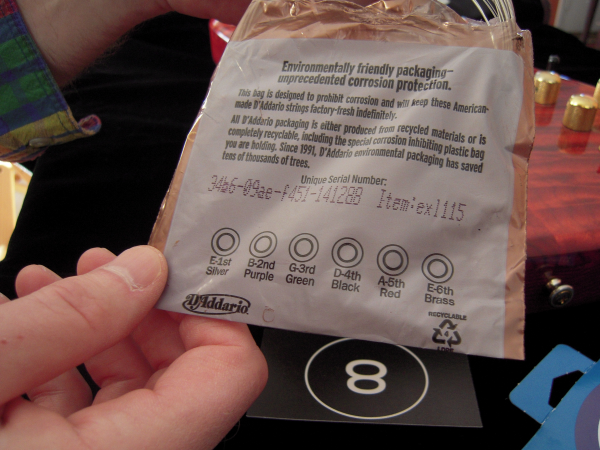 Environmentally friendly packaging–
unprecedented corrosion protection.
This bag is designed to prohibit corrosion and will keep these American-
made D'Addario strings factory-fresh indefinitely.
All D'Addario packaging is either produced from recycled materials or is
completely recyclable, including the special corrosion inhibiting plastic bag
you are holding. Since 1991, D'Addario environmental packaging has saved
tens of thousands of trees.
Unique Serial Number:
34b6-09ae-f451-141288 Item:exl115
E-1st Silver
B-2nd Purple
G-3rd Green
D-4th Black
A-5th Red
E-6th Brass
D'Addario
RECYCLABLE
4
LDPE
8